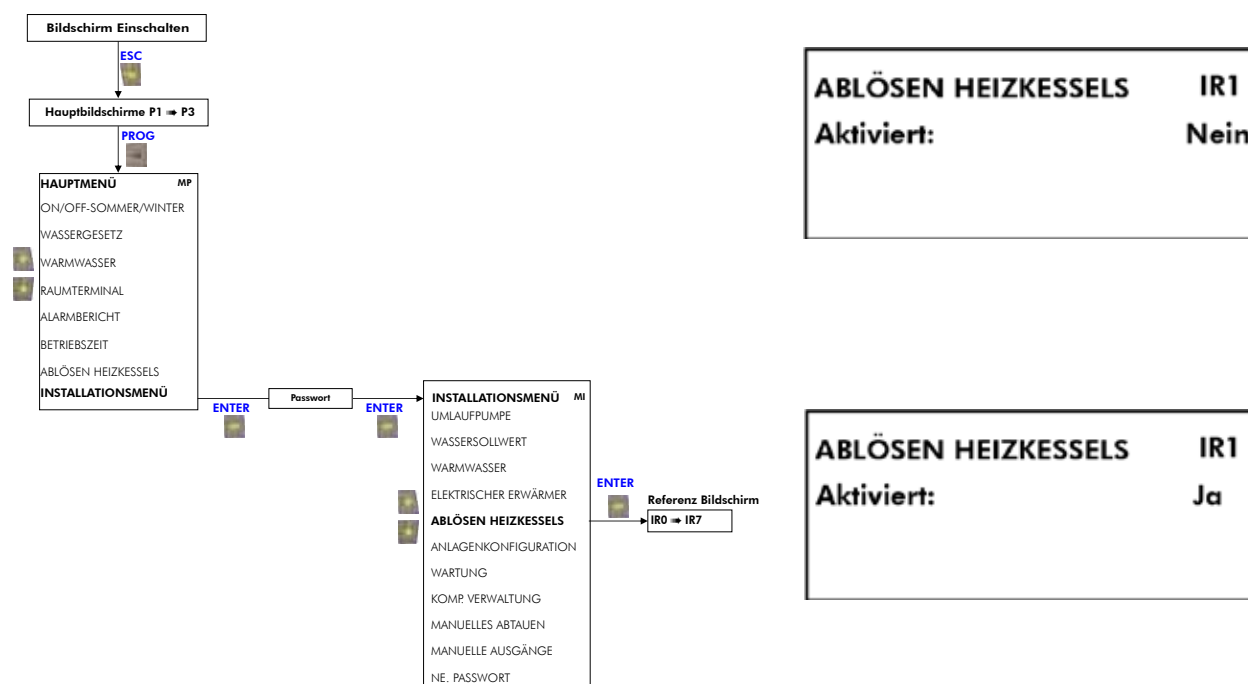 Bildschirm Einschalten
ESC
Hauptbildschirme P1 ➠ P3
PROG
HAUPTMENÜ MP
ON/OFF-SOMMER/WINTER
WASSERGESETZ
WARMWASSER
RAUMTERMINAL
ALARMBERICHT
BETRIEBSZEIT
ABLÖSEN HEIZKESSELS
INSTALLATIONSMENÜ
ENTER
Passwort
ENTER
INSTALLATIONSMENÜ MI
UMLAUFPUMPE
WASSERSOLLWERT
WARMWASSER
ELEKTRISCHER ERWÄRMER
ABLÖSEN HEIZKESSELS
ANLAGENKONFIGURATION
WARTUNG
KOMP. VERWALTUNG
MANUELLES ABTAUEN
MANUELLE AUSGÄNGE
NE. PASSWORT
ENTER
Referenz Bildschirm
IR0 ➠ IR7
ABLÖSEN HEIZKESSELS IR1
Aktiviert: Nein
ABLÖSEN HEIZKESSELS IR1
Aktiviert: Ja